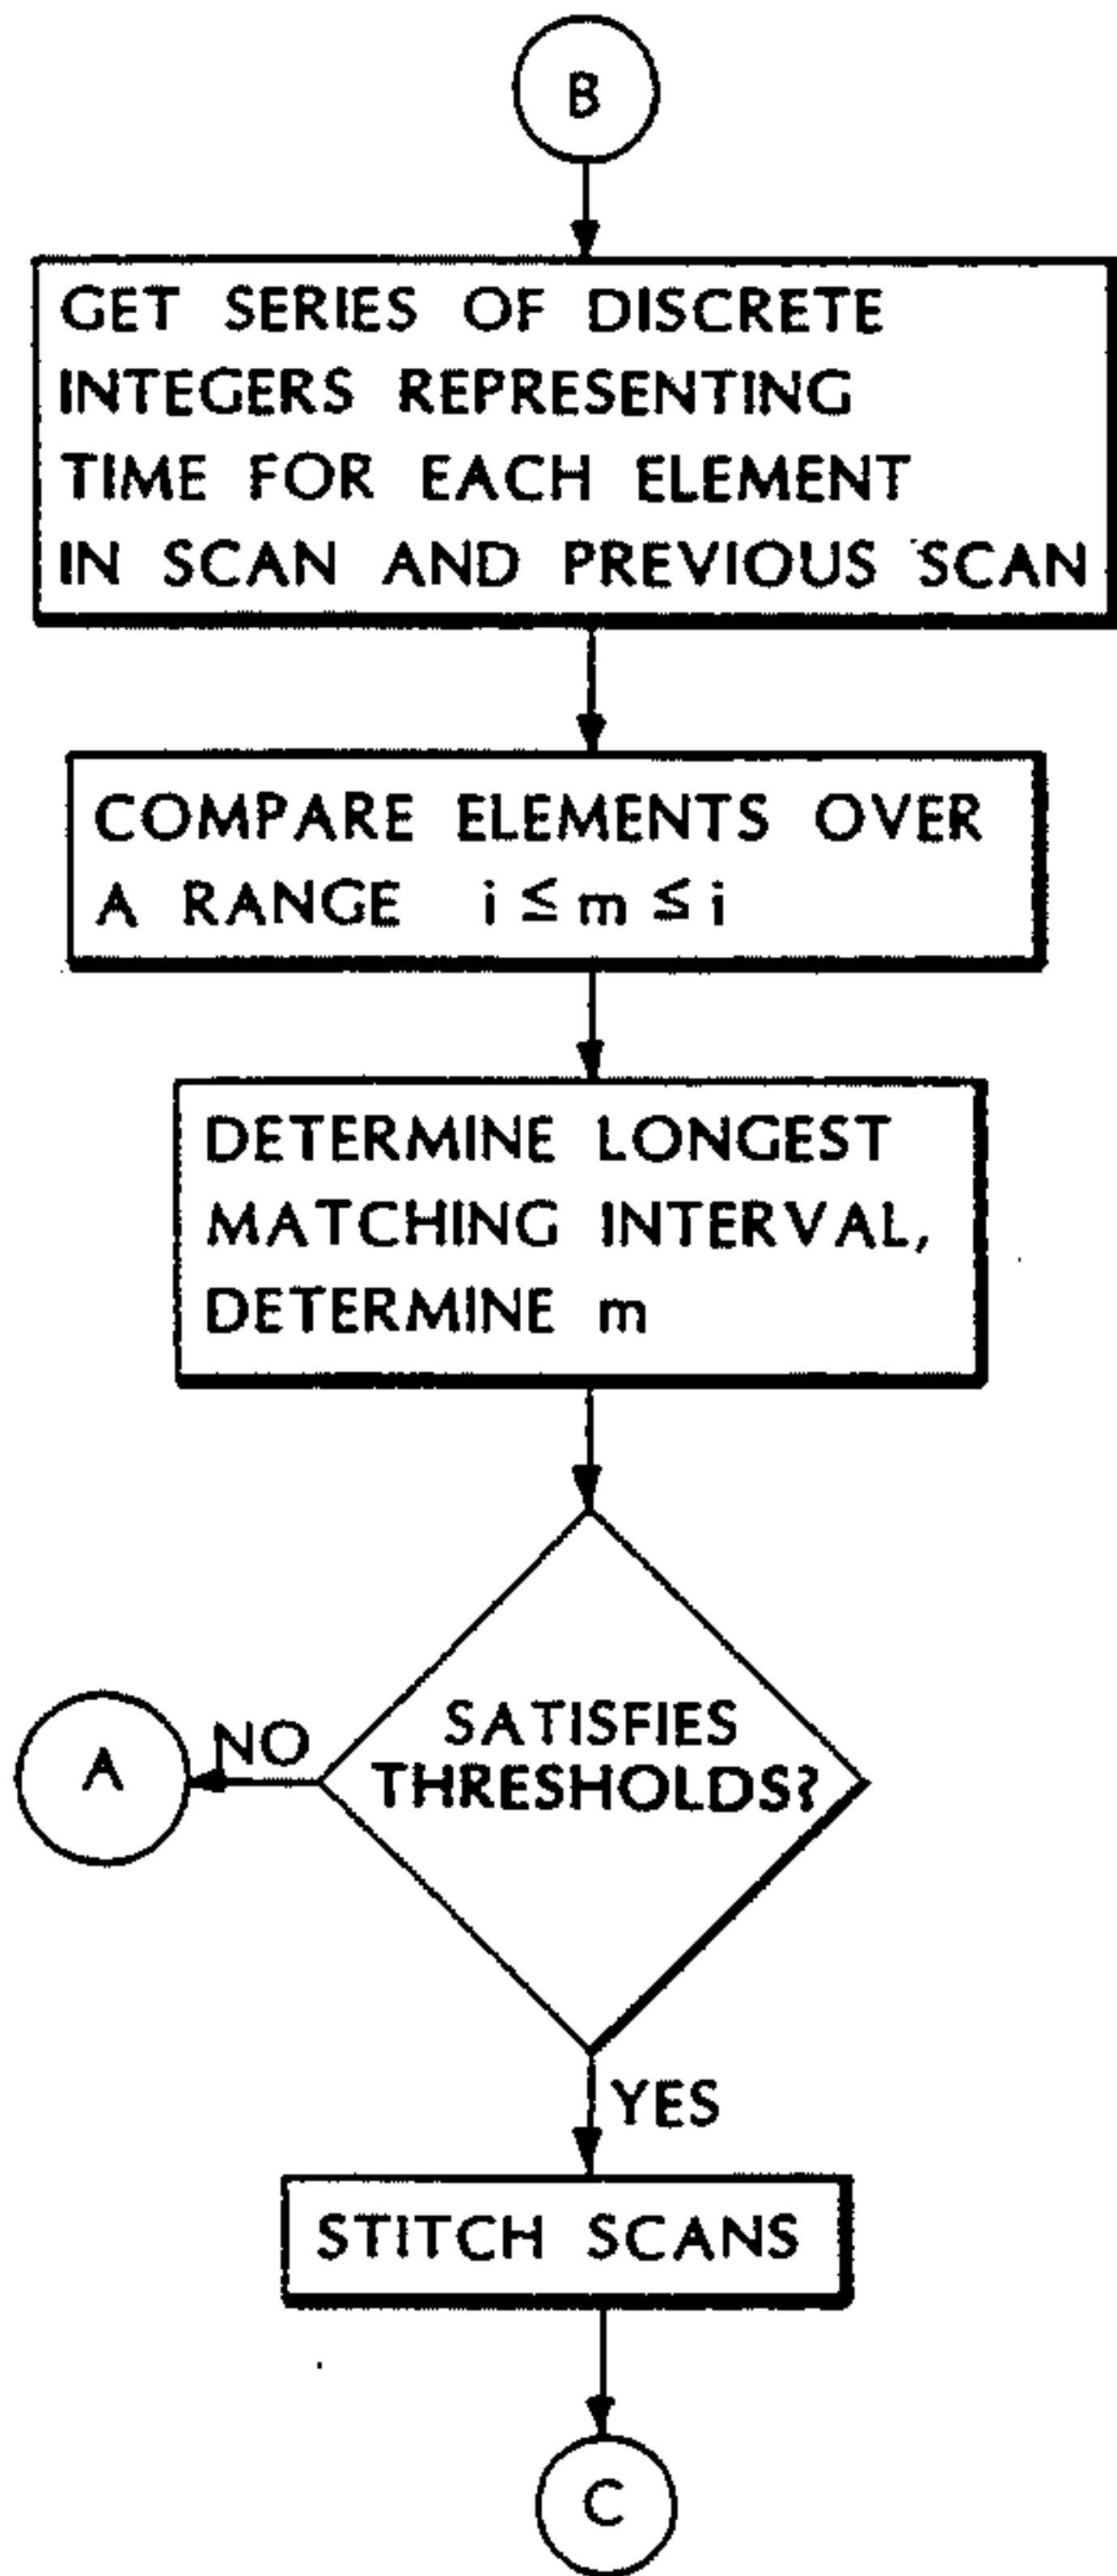 B
GET SERIES OF DISCRETE
INTEGERS REPRESENTING
TIME FOR EACH ELEMENT
IN SCAN AND PREVIOUS SCAN
COMPARE ELEMENTS OVER
A RANGE i ≤ m ≤ i
DETERMINE LONGEST
MATCHING INTERVAL,
DETERMINE m
SATISFIES
THRESHOLDS?
NO
A
YES
STITCH SCANS
C